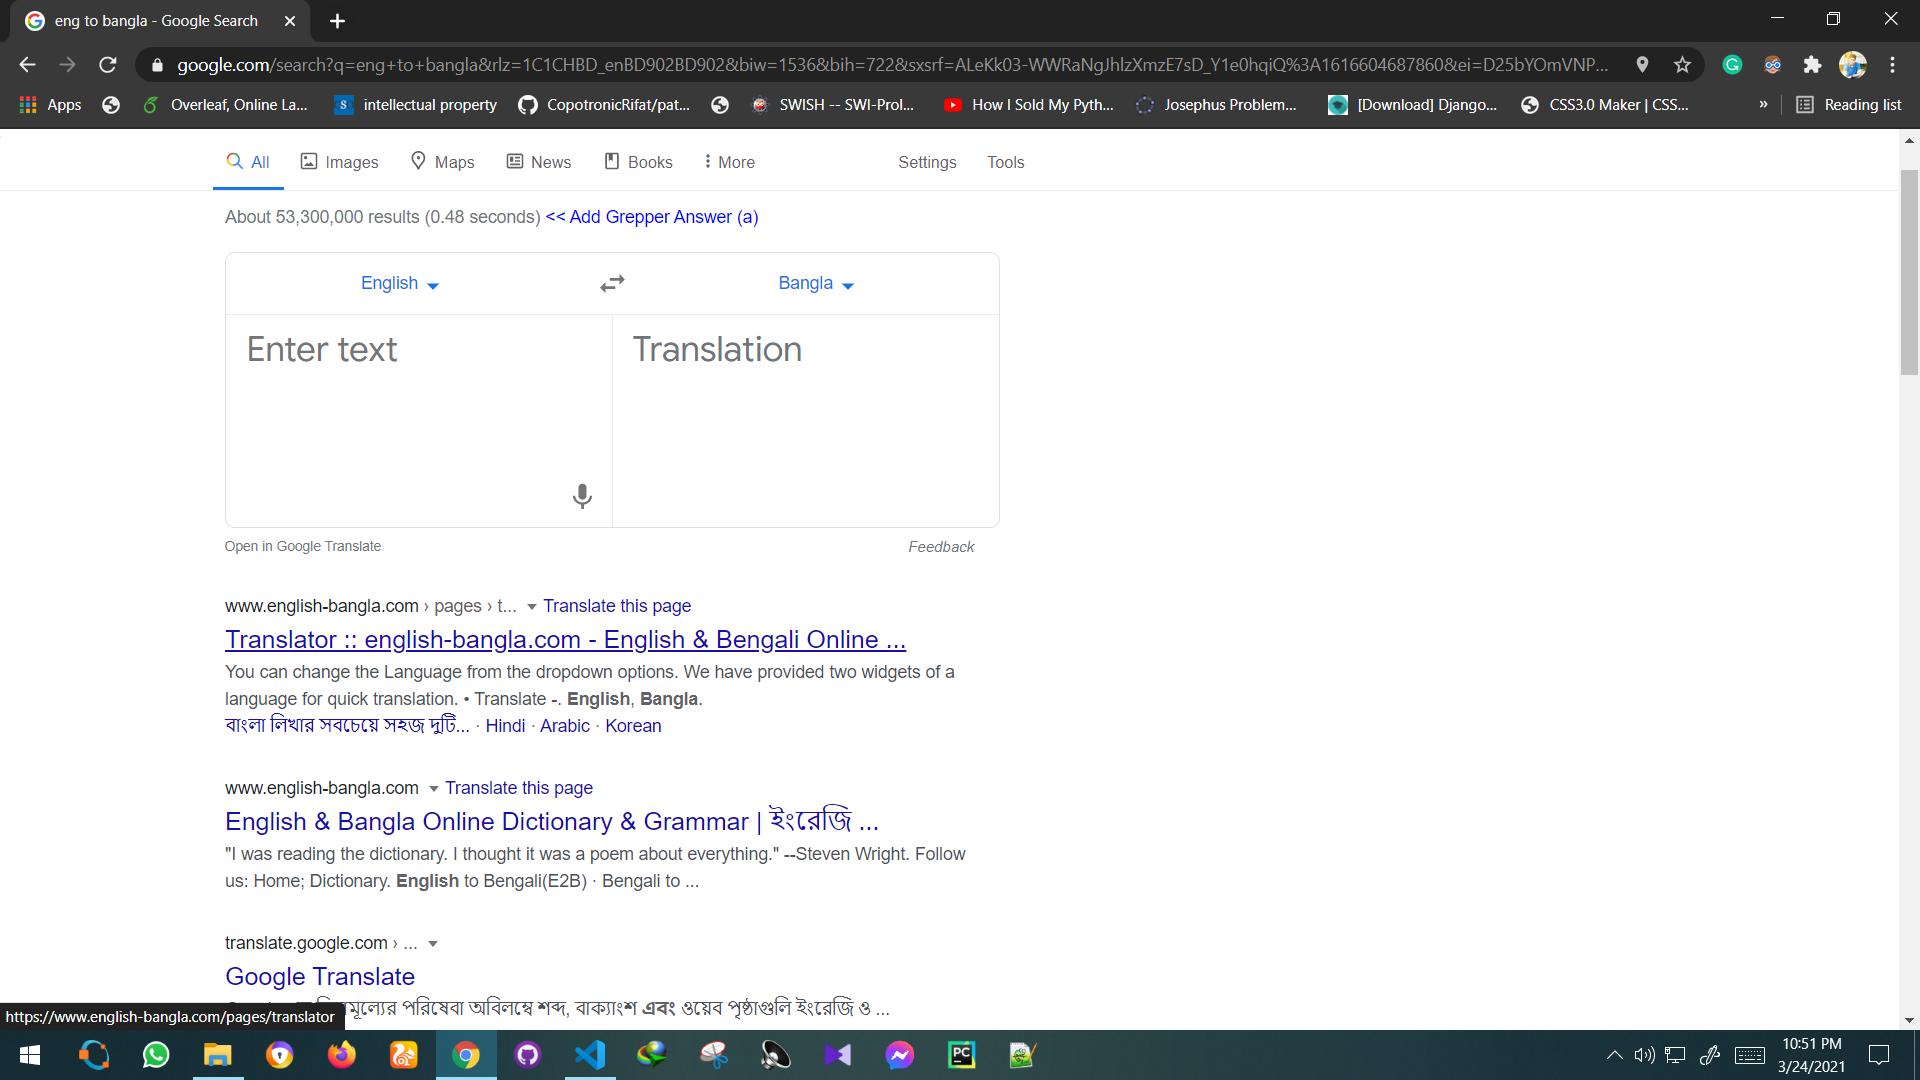 eng to bangla - Google Search
google.com/search?q=eng+to+bangla&rlz=1C1CHBD_enBD902BD902&biw=1536&bih=722&sxsrf=ALeKk03-WWRaNgJhlzXmzE7sD_Y1e0hqiQ%3A1616604687860&ei=D25bYOmVNP...
Apps Overleaf, Online La... intellectual property CopotronicRifat/pat... SWISH -- SWI-Prol... How I Sold My Pyth... Josephus Problem... [Download] Django... CSS3.0 Maker | CSS... » Reading list
All Images Maps News Books More Settings Tools
About 53,300,000 results (0.48 seconds) << Add Grepper Answer (a)
English Bangla
Enter text Translation
Open in Google Translate Feedback
www.english-bangla.com › pages › t... Translate this page
Translator :: english-bangla.com - English & Bengali Online ...
You can change the Language from the dropdown options. We have provided two widgets of a
language for quick translation. • Translate -. English, Bangla.
বাংলা লিখার সবচেয়ে সহজ দুটি... · Hindi · Arabic · Korean
www.english-bangla.com Translate this page
English & Bangla Online Dictionary & Grammar | ইংরেজি ...
"I was reading the dictionary. I thought it was a poem about everything." --Steven Wright. Follow
us: Home; Dictionary. English to Bengali(E2B) · Bengali to ...
translate.google.com › ...
Google Translate
পরিষেবা অবিলম্বে শব্দ, বাক্যাংশ এবং ওয়েব পৃষ্ঠাগুলি ইংরেজি ও ...
https://www.english-bangla.com/pages/translator
10:51 PM
3/24/2021